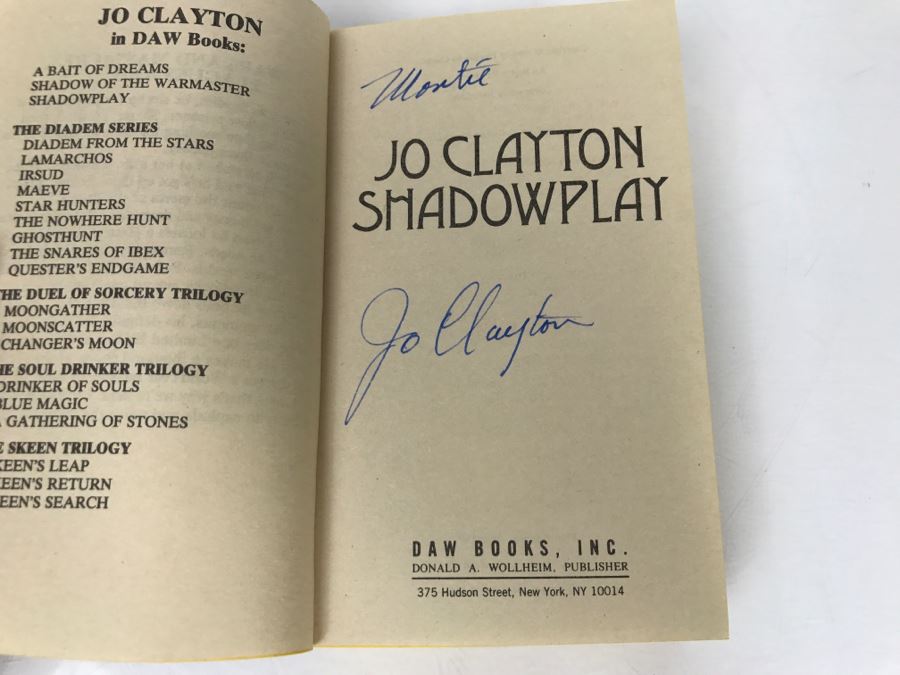 JO CLAYTON
in DAW Books:
A BAIT OF DREAMS
SHADOW OF THE WARMASTER
SHADOWPLAY
THE DIADEM SERIES
DIADEM FROM THE STARS
LAMARCHOS
IRSUD
MAEVE
STAR HUNTERS
THE NOWHERE HUNT
GHOSTHUNT
THE SNARES OF IBEX
QUESTER'S ENDGAME
HE DUEL OF SORCERY TRILOGY
MOONGATHER
MOONSCATTER
CHANGER'S MOON
HE SOUL DRINKER TRILOGY
DRINKER OF SOULS
BLUE MAGIC
A GATHERING OF STONES
E SKEEN TRILOGY
KEEN'S LEAP
EEN'S RETURN
EEN'S SEARCH
Montie
JO CLAYTON
SHADOWPLAY
Jo Clayton
DAW BOOKS, INC.
DONALD A. WOLLHEIM, PUBLISHER
375 Hudson Street, New York, NY 10014